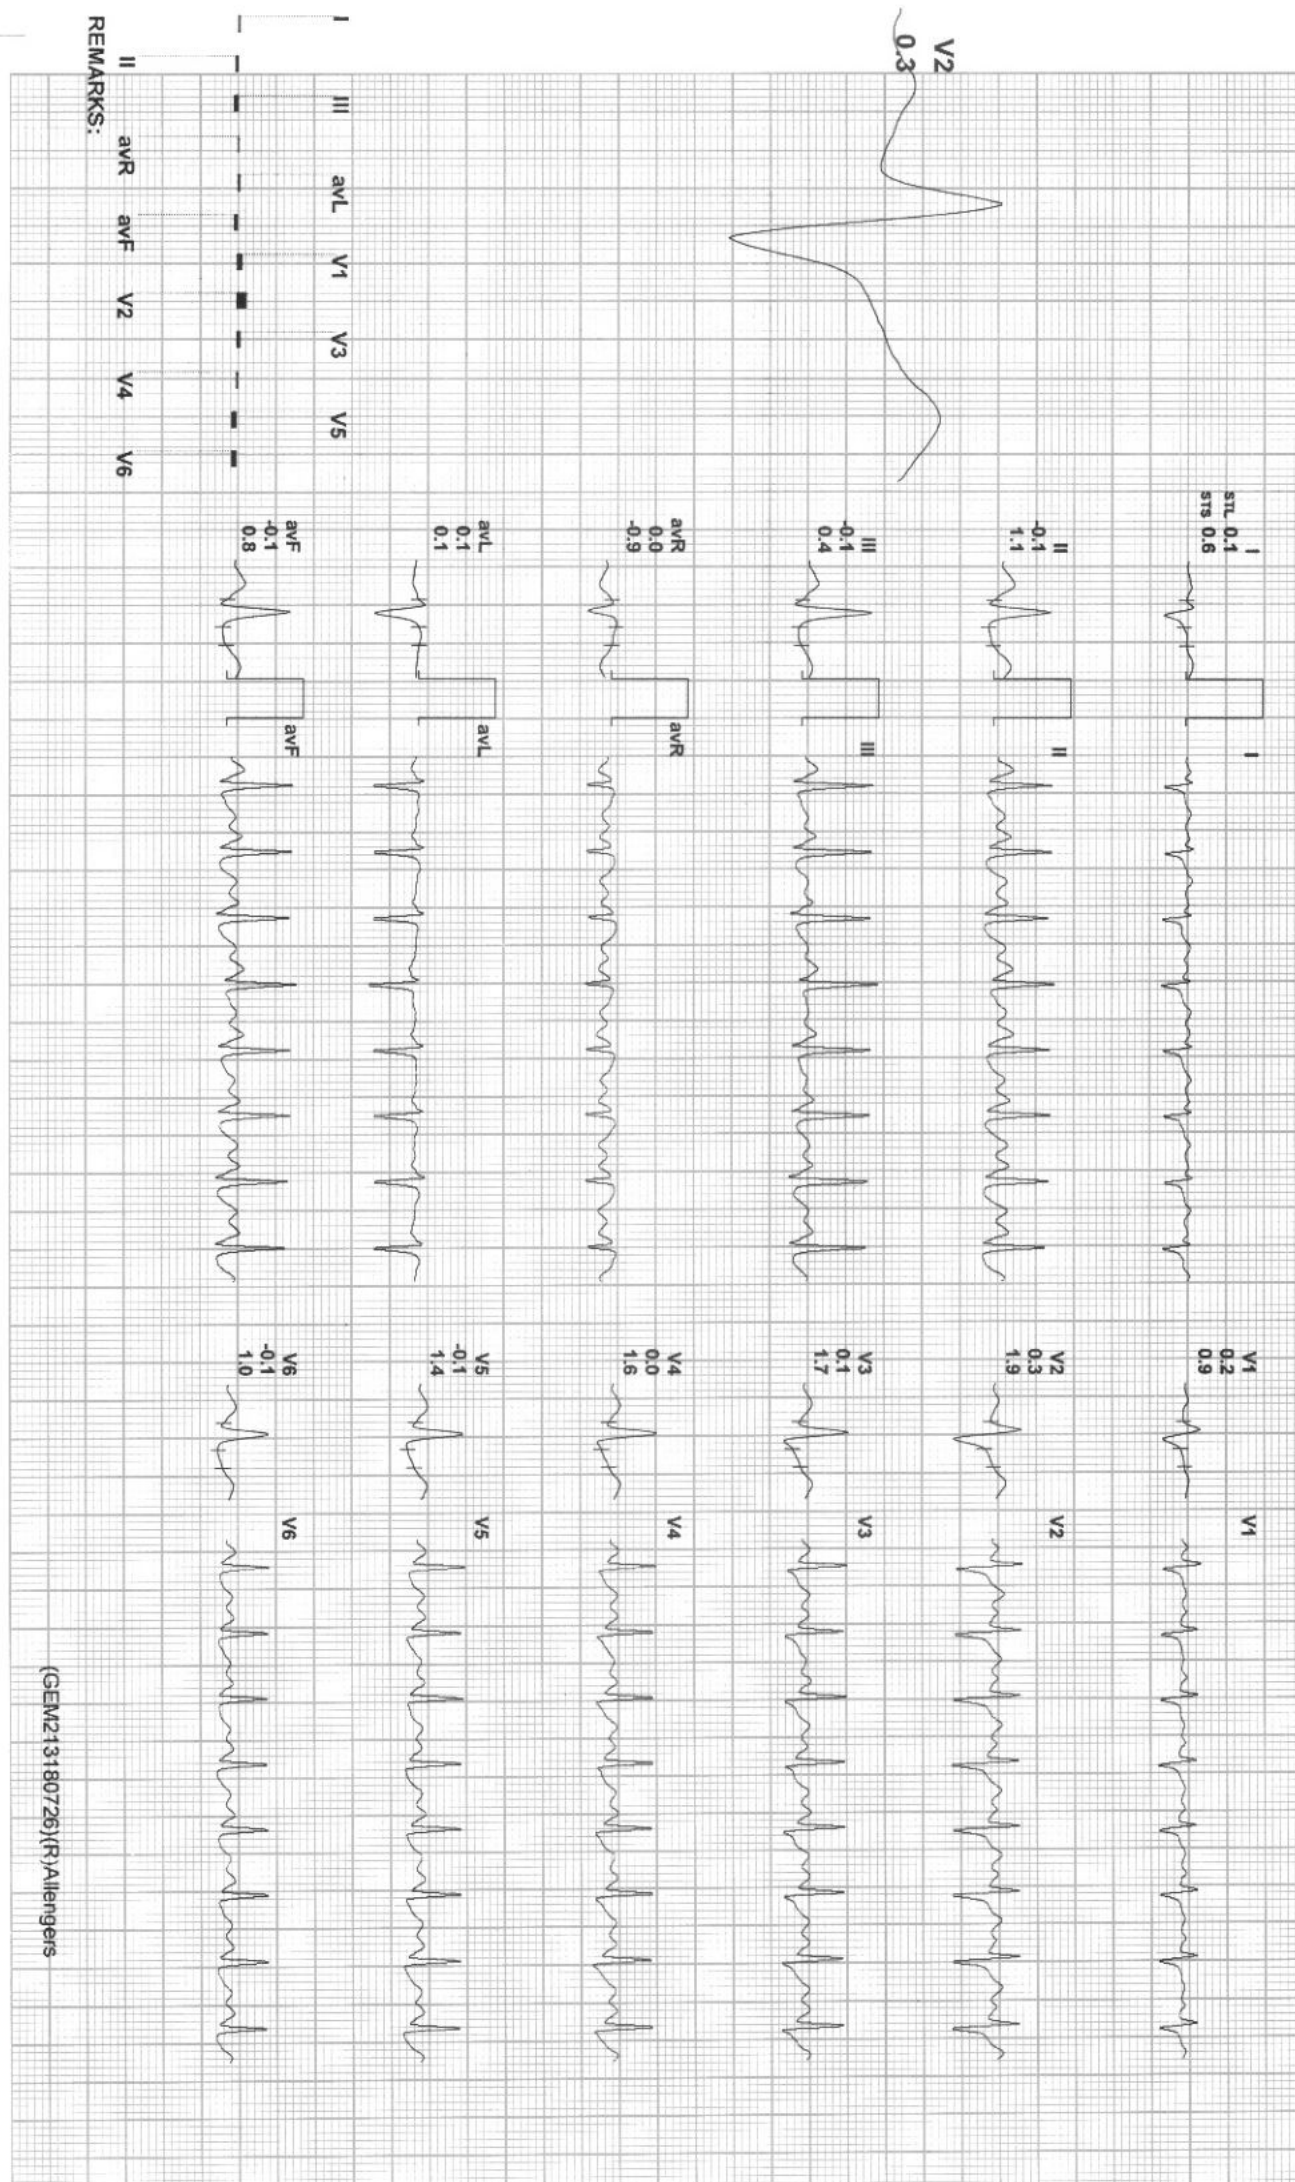 V2
0.3
I III avL V1 V3 V5
II avR avF V2 V4 V6
REMARKS:
I
STL 0.1
STS 0.6
I
II
-0.1
1.1
II
III
-0.1
0.4
III
avR
0.0
-0.9
avR
avL
0.1
0.1
avL
avF
-0.1
0.8
avF
V1
0.2
0.9
V1
V2
0.3
1.9
V2
V3
0.1
1.7
V3
V4
0.0
1.6
V4
V5
-0.1
1.4
V5
V6
-0.1
1.0
V6
(GEM213180726)(R)Allengers